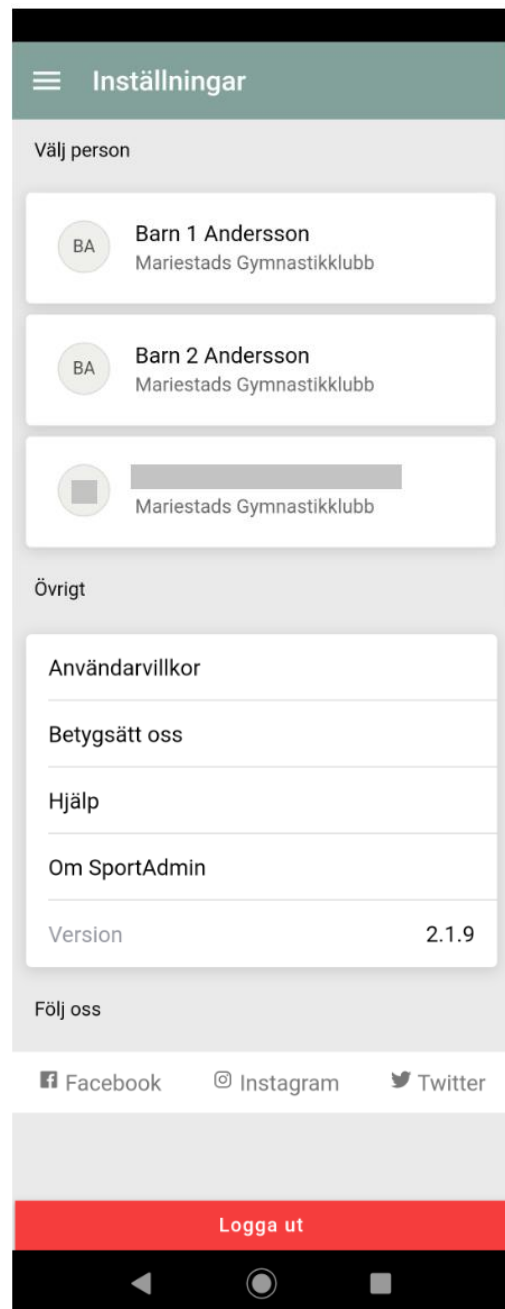 Inställningar
Välj person
BA
Barn 1 Andersson
Mariestads Gymnastikklubb
BA
Barn 2 Andersson
Mariestads Gymnastikklubb
Mariestads Gymnastikklubb
Övrigt
Användarvillkor
Betygsätt oss
Hjälp
Om SportAdmin
Version 2.1.9
Följ oss
Facebook Instagram Twitter
Logga ut